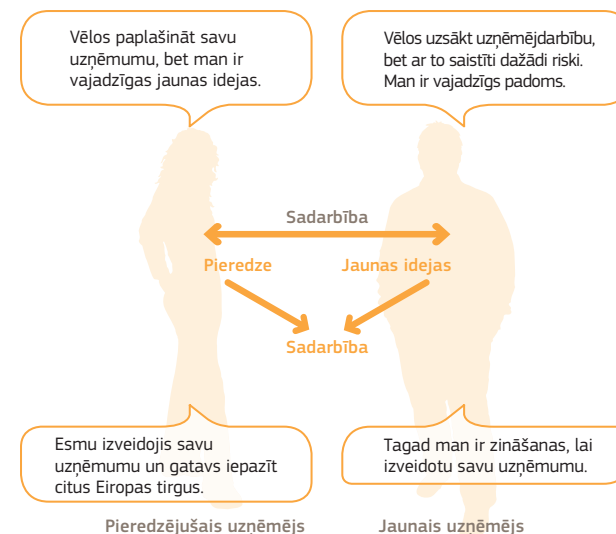 Vēlos paplašināt savu
uzņēmumu, bet man ir
vajadzīgas jaunas idejas.
Vēlos uzsākt uzņēmējdarbību,
bet ar to saistīti dažādi riski.
Man ir vajadzīgs padoms.
Sadarbība
Pieredze
Jaunas idejas
Sadarbība
Esmu izveidojis savu
uzņēmumu un gatavs iepazīt
citus Eiropas tirgus.
Tagad man ir zināšanas, lai
izveidotu savu uzņēmumu.
Pieredzējušais uzņēmējs
Jaunais uzņēmējs